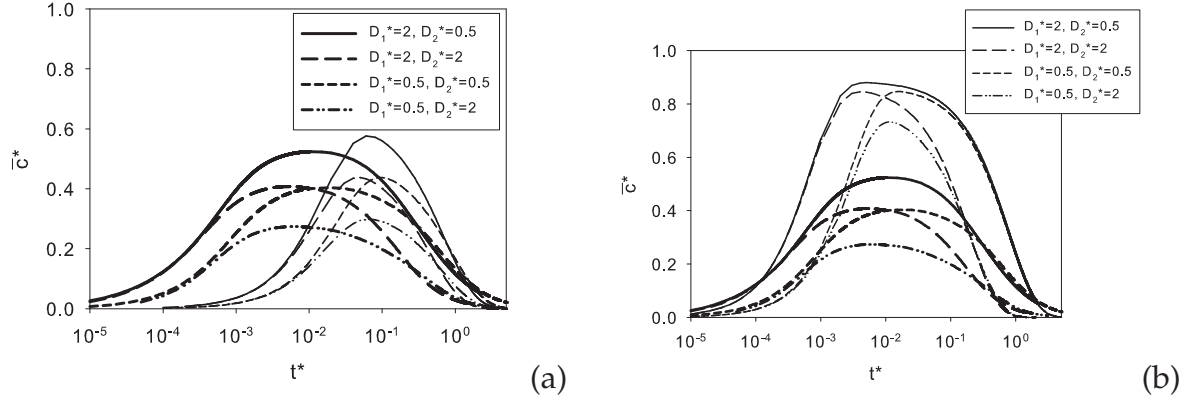 1.0
0.8
0.6
0.4
0.2
0.0
c̅*
10⁻⁵ 10⁻⁴ 10⁻³ 10⁻² 10⁻¹ 10⁰
t*
D₁*=2, D₂*=0.5
D₁*=2, D₂*=2
D₁*=0.5, D₂*=0.5
D₁*=0.5, D₂*=2
(a)
1.0
0.8
0.6
0.4
0.2
0.0
c̅*
10⁻⁵ 10⁻⁴ 10⁻³ 10⁻² 10⁻¹ 10⁰
t*
D₁*=2, D₂*=0.5
D₁*=2, D₂*=2
D₁*=0.5, D₂*=0.5
D₁*=0.5, D₂*=2
(b)